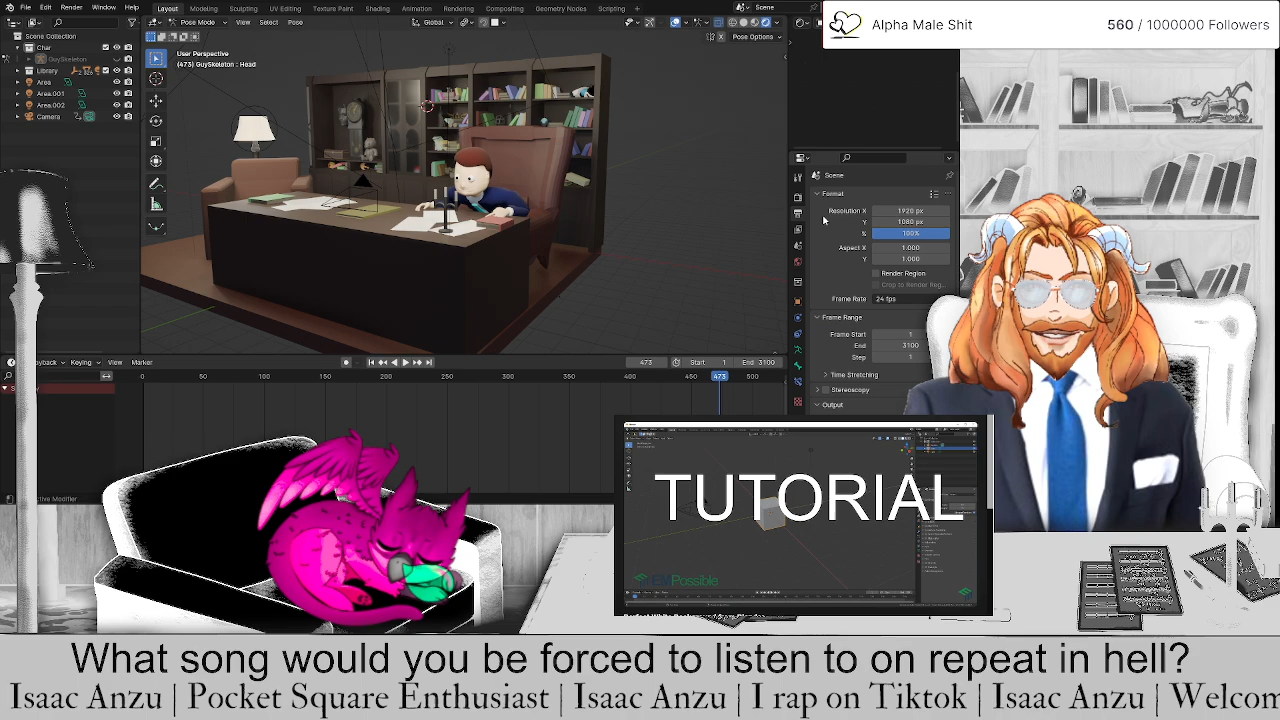 File Edit Render Window Help Layout Modeling Sculpting UV Editing Texture Paint Shading Animation Rendering Compositing Geometry Nodes Scripting Scene
Pose Mode View Select Pose Global
Pose Options
Scene Collection
Char
GuySkeleton
Library
Area
Area.001
Area.002
Camera
User Perspective
(473) GuySkeleton : Head
Alpha Male Shit 560 / 1000000 Followers
Scene
Format
Resolution X 1920 px
Y 1080 px
% 100%
Aspect X 1.000
Y 1.000
Render Region
Crop to Render Reg..
Frame Rate 24 fps
Frame Range
Frame Start 1
End 3100
Step 1
Time Stretching
Stereoscopy
Output
Keying View Marker
473 Start 1 End 3100
0 50 100 150 200 250 300 350 400 450 473 500
TUTORIAL
What song would you be forced to listen to on repeat in hell?
Isaac Anzu | Pocket Square Enthusiast | Isaac Anzu | I rap on Tiktok | Isaac Anzu | Welcom